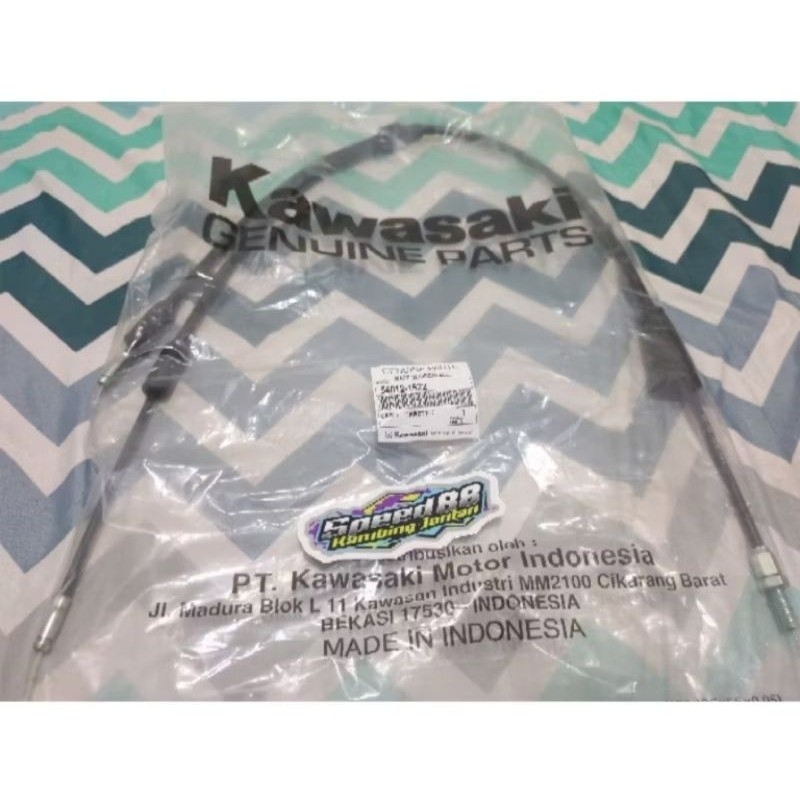 Kawasaki
GENUINE PARTS
Speed88
Kambing Jantan
oleh :
PT. Kawasaki Motor Indonesia
Jl. Madura Blok L 11 Kawasan Industri MM2100 Cikarang Barat
BEKASI 17530 - INDONESIA
MADE IN INDONESIA